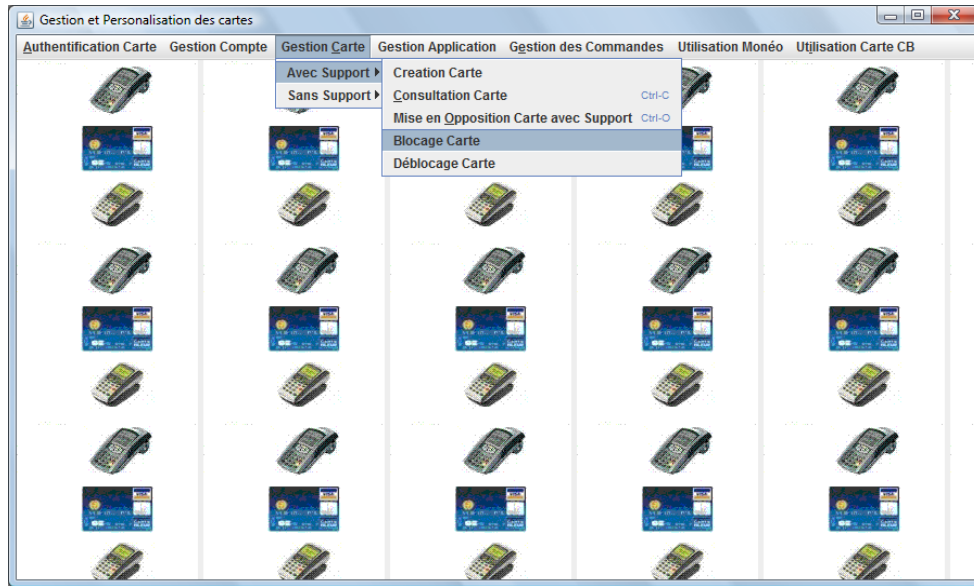 Gestion et Personalisation des cartes
Authentification Carte Gestion Compte Gestion Carte Gestion Application Gestion des Commandes Utilisation Monéo Utjlisation Carte CB
Avec Support
Sans Support
Creation Carte
Consultation Carte Ctrl-C
Mise en Opposition Carte avec Support Ctrl-O
Blocage Carte
Déblocage Carte